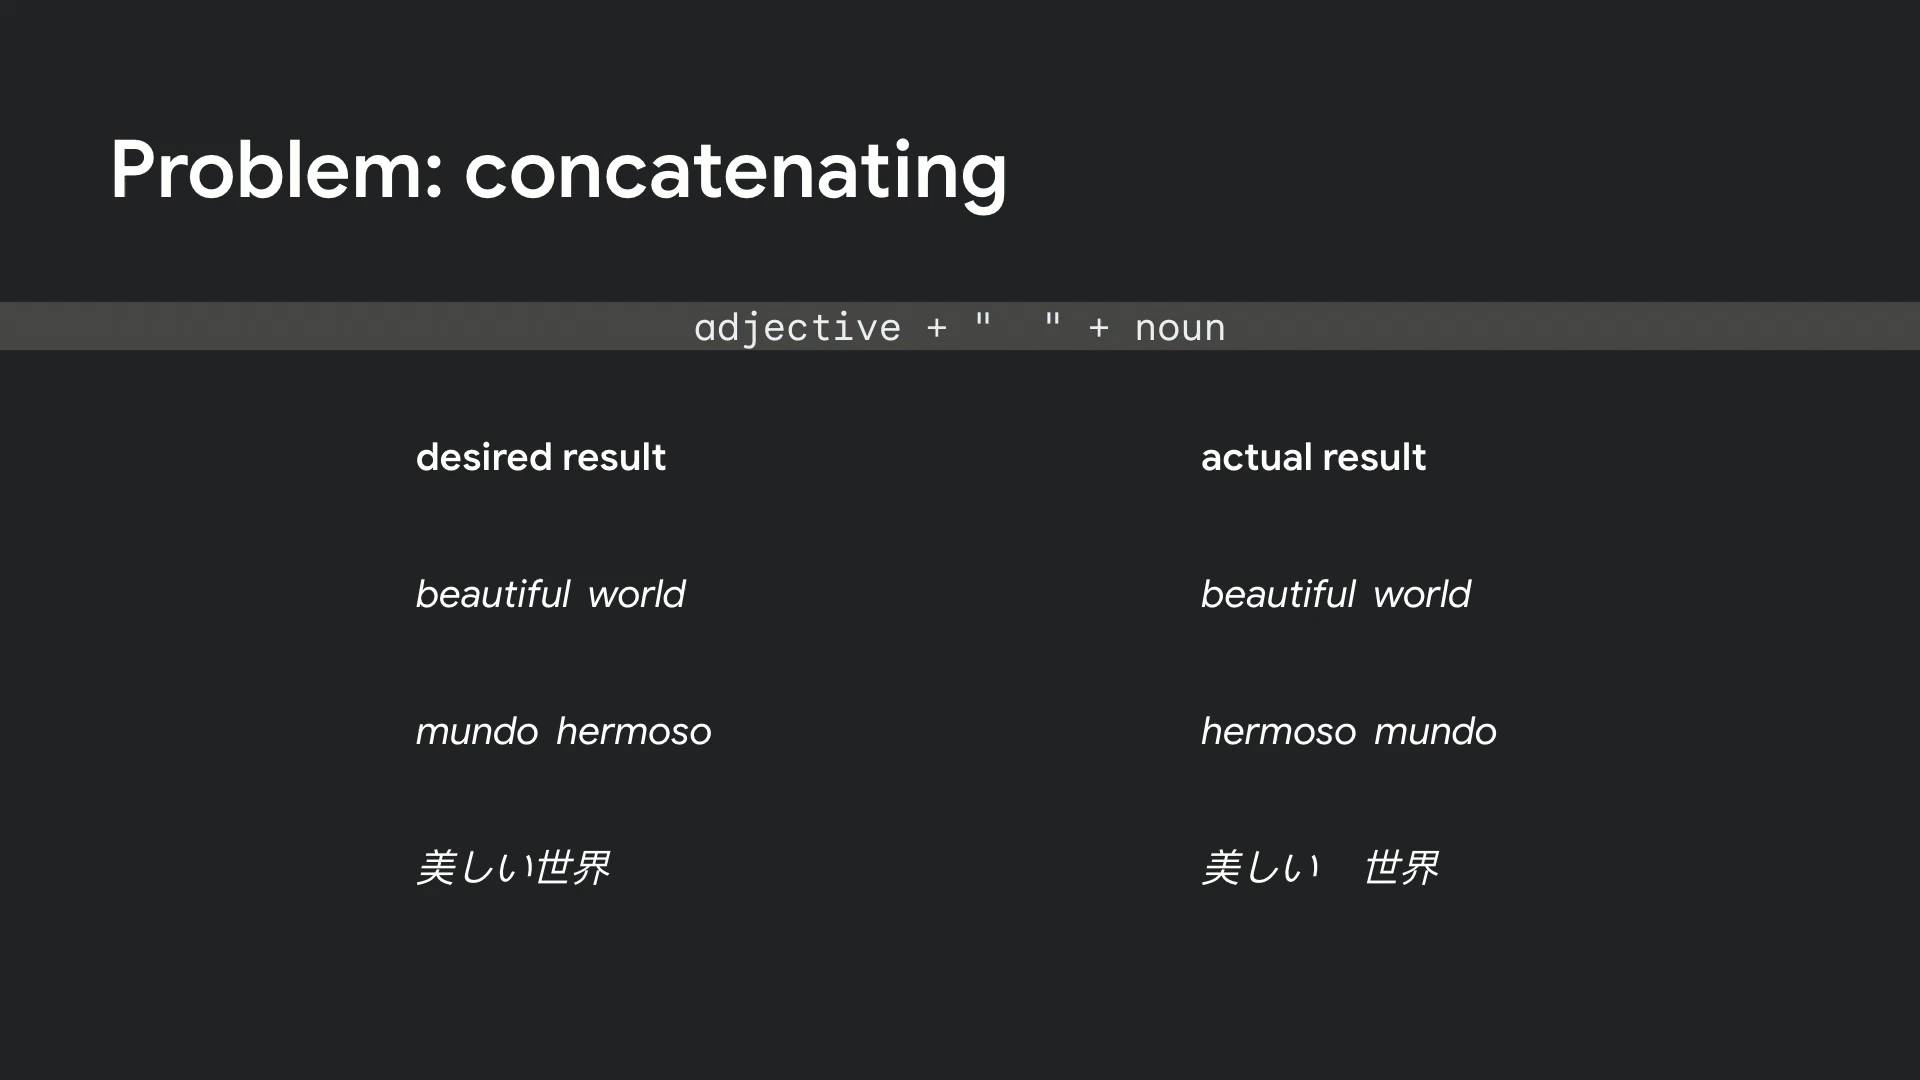 Problem: concatenating
adjective + "  " + noun
desired result actual result
beautiful world beautiful world
mundo hermoso hermoso mundo
美しい世界 美しい　世界